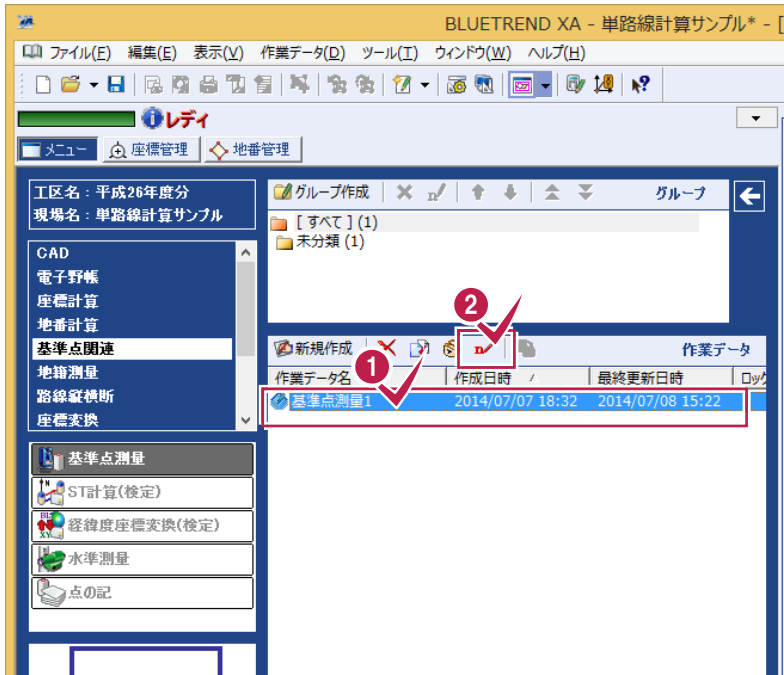 BLUETREND XA - 単路線計算サンプル* - [
ファイル(F) 編集(E) 表示(V) 作業データ(D) ツール(T) ウィンドウ(W) ヘルプ(H)
レディ
メニュー 座標管理 地番管理
工区名：平成26年度分
現場名：単路線計算サンプル
グループ作成 グループ
[ すべて ] (1)
未分類 (1)
CAD
電子野帳
座標計算
地番計算
基準点関連
地籍測量
路線縦横断
座標変換
2
新規作成 作業データ
1
作業データ名 作成日時 最終更新日時 ロック
基準点測量1 2014/07/07 18:32 2014/07/08 15:22
基準点測量
ST計算(検定)
経緯度座標変換(検定)
水準測量
点の記